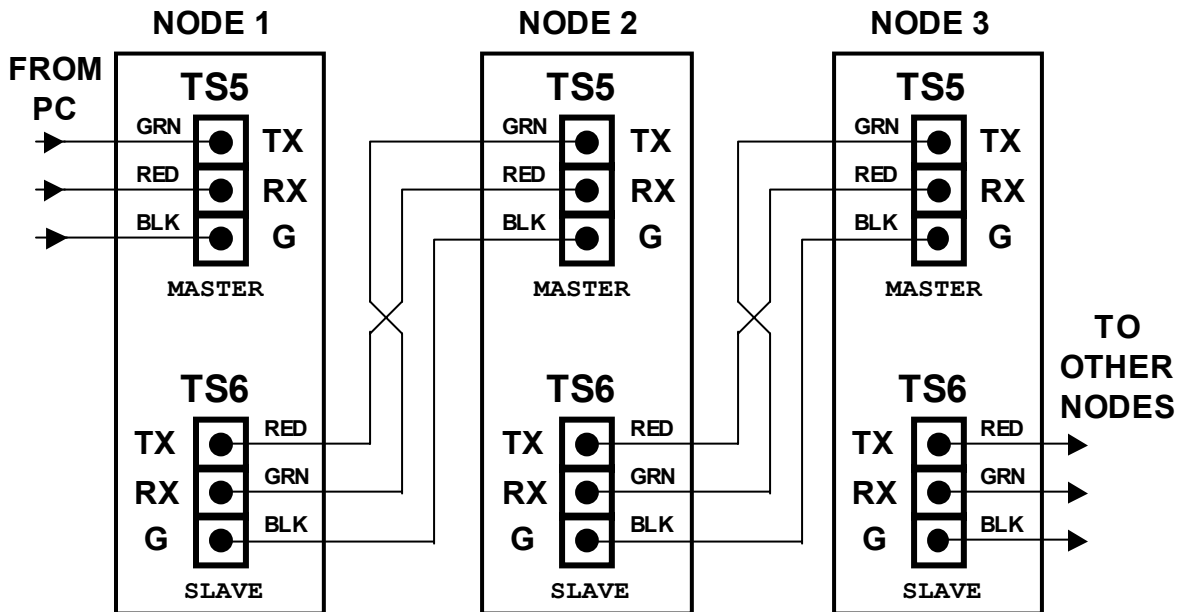 NODE 1
NODE 2
NODE 3
FROM
PC
TS5
GRN
TX
RED
RX
BLK
G
MASTER
TS6
TX
RED
RX
GRN
G
BLK
SLAVE
TS5
GRN
TX
RED
RX
BLK
G
MASTER
TS6
TX
RED
RX
GRN
G
BLK
SLAVE
TS5
GRN
TX
RED
RX
BLK
G
MASTER
TS6
TX
RED
RX
GRN
G
BLK
SLAVE
TO
OTHER
NODES